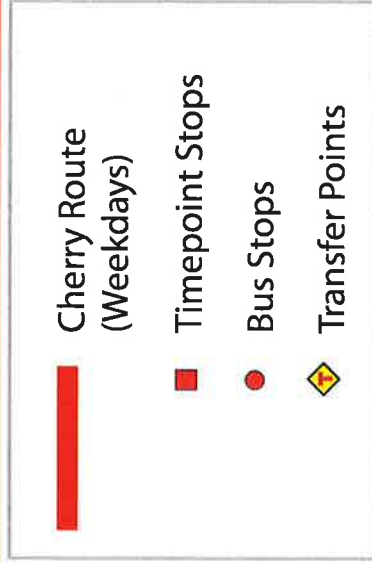 Cherry Route
(Weekdays)
Timepoint Stops
Bus Stops
T
Transfer Points